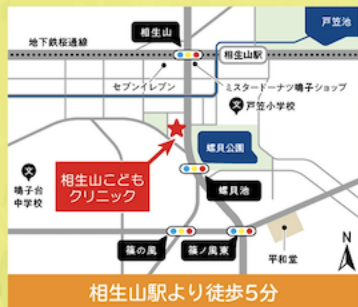 戸笠池
相生山
地下鉄桜通線
相生山駅
セブンイレブン
ミスタードーナツ鳴子ショップ
文
戸笠小学校
螺貝公園
文
鳴子台
中学校
相生山こども
クリニック
螺貝池
篠の風
篠ノ風東
平和堂
N
相生山駅より徒歩5分